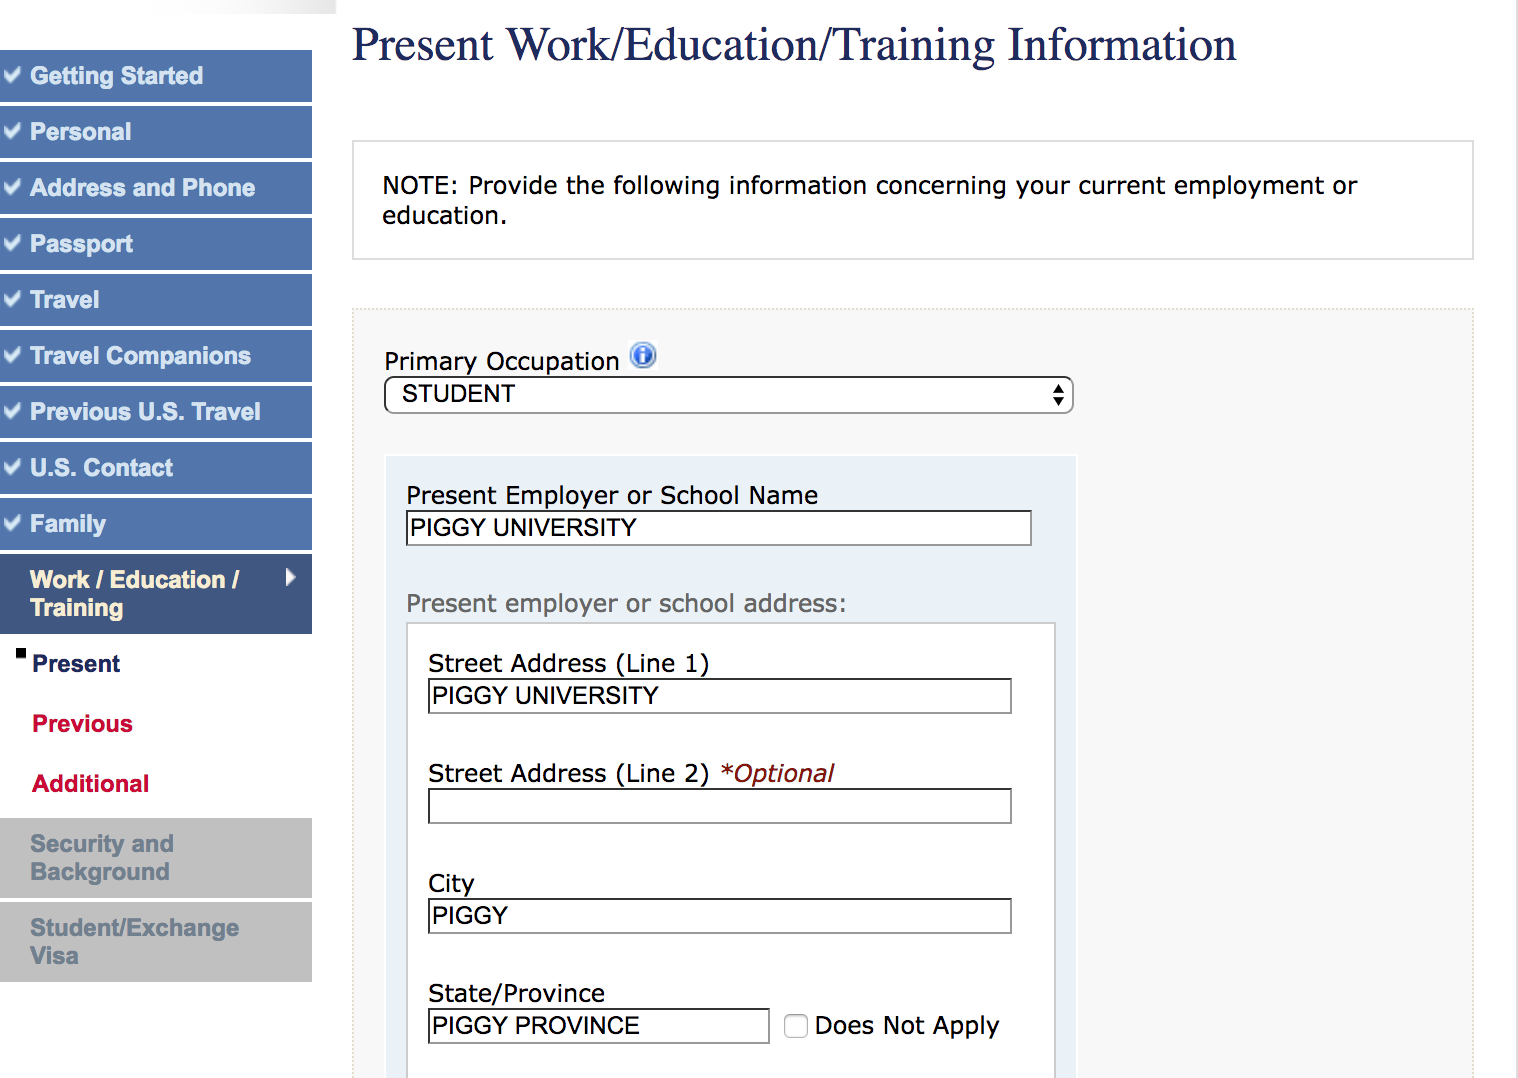 Getting Started
Personal
Address and Phone
Passport
Travel
Travel Companions
Previous U.S. Travel
U.S. Contact
Family
Work / Education /
Training
Present
Previous
Additional
Security and
Background
Student/Exchange
Visa
Present Work/Education/Training Information
NOTE: Provide the following information concerning your current employment or
education.
Primary Occupation
STUDENT
Present Employer or School Name
PIGGY UNIVERSITY
Present employer or school address:
Street Address (Line 1)
PIGGY UNIVERSITY
Street Address (Line 2) *Optional
City
PIGGY
State/Province
PIGGY PROVINCE Does Not Apply